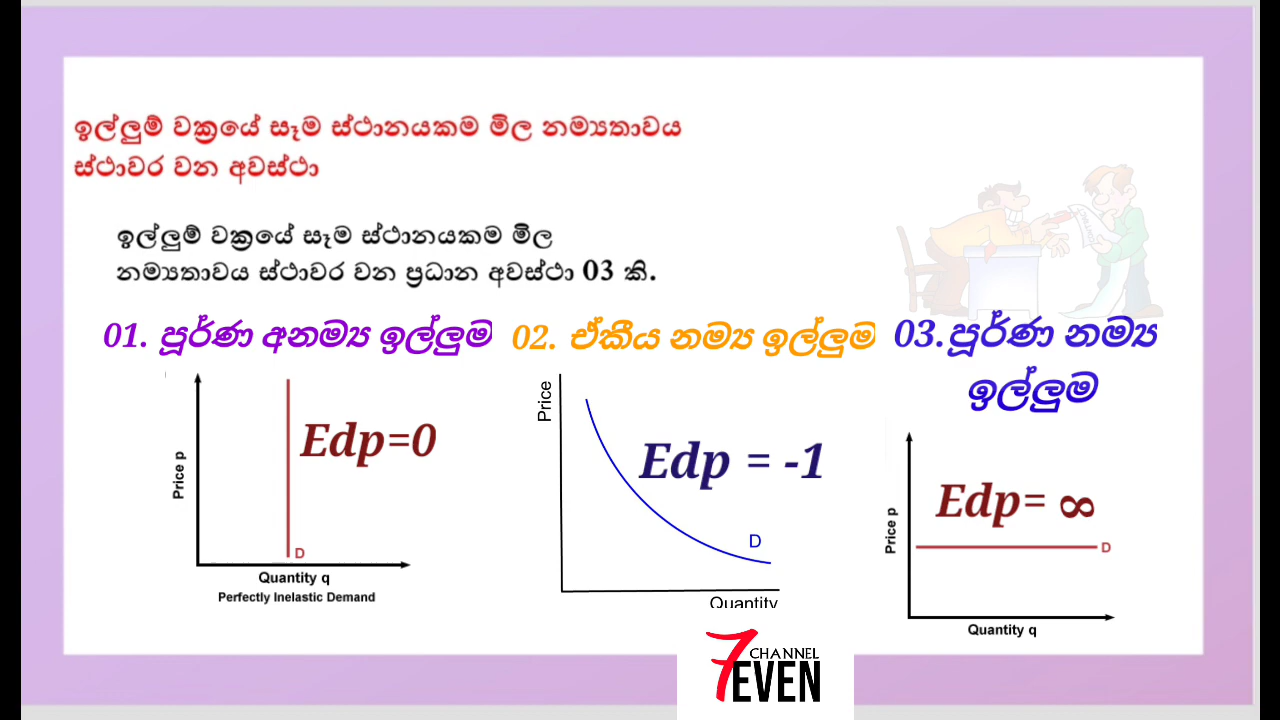 ඉල්ලුම් වක්‍රයේ සෑම ස්ථානයකම මිල නම්‍යතාවය
ස්ථාවර වන අවස්ථා
ඉල්ලුම් වක්‍රයේ සෑම ස්ථානයකම මිල
නම්‍යතාවය ස්ථාවර වන ප්‍රධාන අවස්ථා 03 කි.
01. පූර්ණ අනම්‍ය ඉල්ලුම
Price p
Edp=0
D
Quantity q
Perfectly Inelastic Demand
02. ඒකීය නම්‍ය ඉල්ලුම
Price
Edp = -1
D
Quantity
03.පූර්ණ නම්‍ය
ඉල්ලුම
Price p
Edp= ∞
D
Quantity q
7
CHANNEL
EVEN